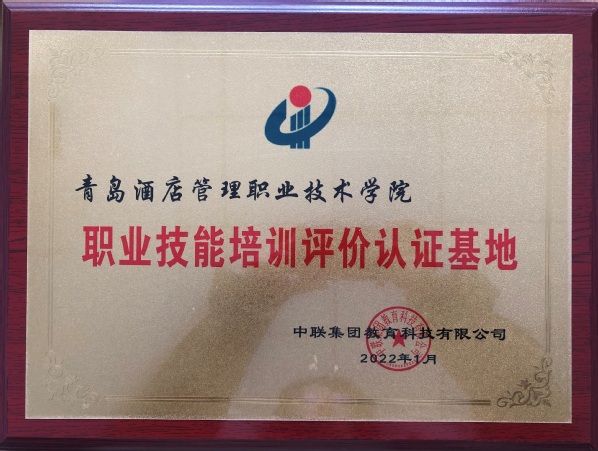 青岛酒店管理职业技术学院
职业技能培训评价认证基地
中联集团教育科技有限公司
2022年1月